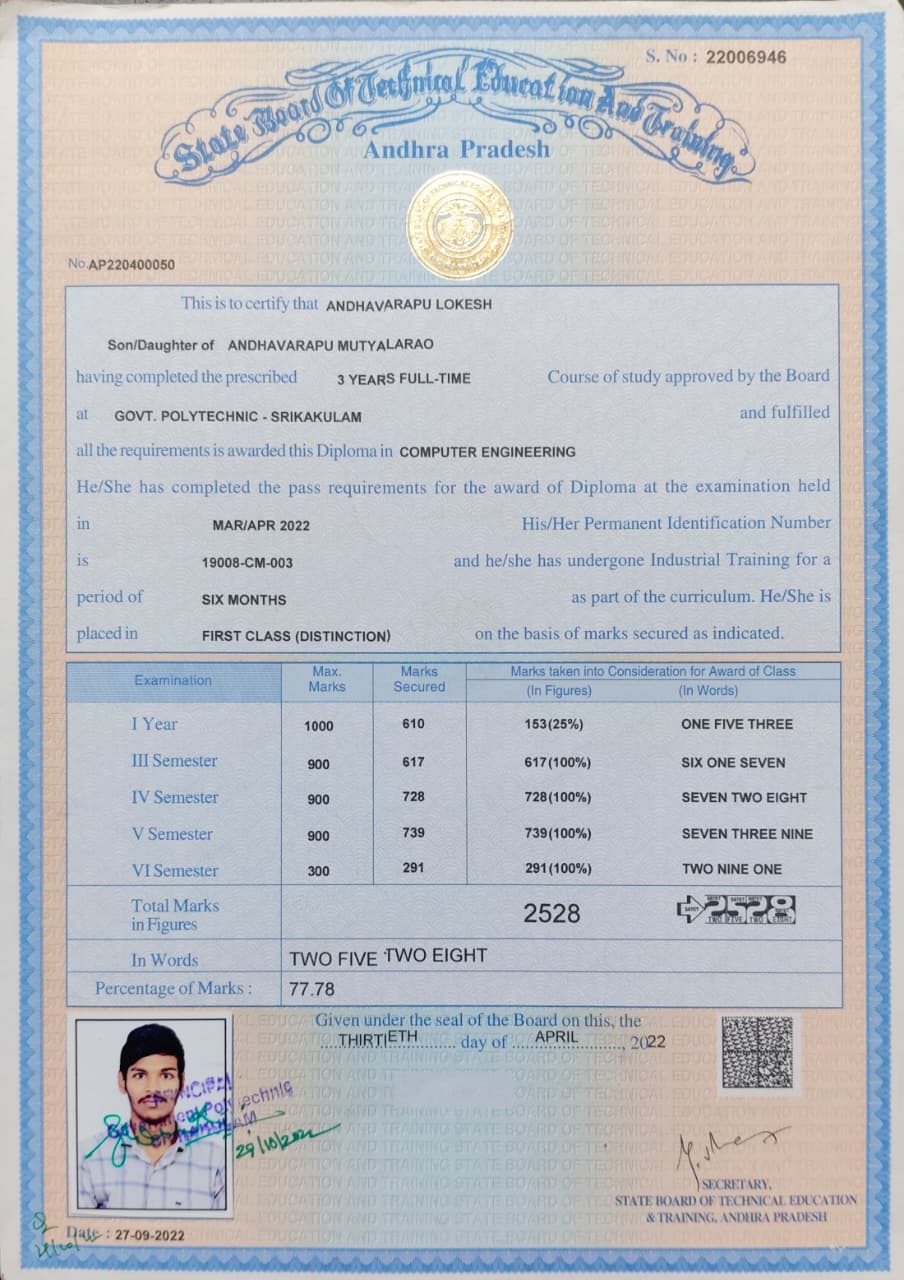 S. No : 22006946
State Board Of Technical Education And Training
Andhra Pradesh
No.AP220400050
This is to certify that ANDHAVARAPU LOKESH
Son/Daughter of ANDHAVARAPU MUTYALARAO
having completed the prescribed 3 YEARS FULL-TIME Course of study approved by the Board
at GOVT. POLYTECHNIC - SRIKAKULAM and fulfilled
all the requirements is awarded this Diploma in COMPUTER ENGINEERING
He/She has completed the pass requirements for the award of Diploma at the examination held
in MAR/APR 2022 His/Her Permanent Identification Number
is 19008-CM-003 and he/she has undergone Industrial Training for a
period of SIX MONTHS as part of the curriculum. He/She is
placed in FIRST CLASS (DISTINCTION) on the basis of marks secured as indicated.
Examination Max. Marks Marks Secured Marks taken into Consideration for Award of Class
(In Figures) (In Words)
I Year 1000 610 153(25%) ONE FIVE THREE
III Semester 900 617 617(100%) SIX ONE SEVEN
IV Semester 900 728 728(100%) SEVEN TWO EIGHT
V Semester 900 739 739(100%) SEVEN THREE NINE
VI Semester 300 291 291(100%) TWO NINE ONE
Total Marks in Figures 2528 2528
TWO FIVE TWO EIGHT
In Words TWO FIVE TWO EIGHT
Percentage of Marks : 77.78
Given under the seal of the Board on this, the
THIRTIETH day of APRIL, 2022
PRINCIPAL
Government Polytechnic
SRIKAKULAM
29/10/2022
SECRETARY,
STATE BOARD OF TECHNICAL EDUCATION
& TRAINING, ANDHRA PRADESH
Date : 27-09-2022